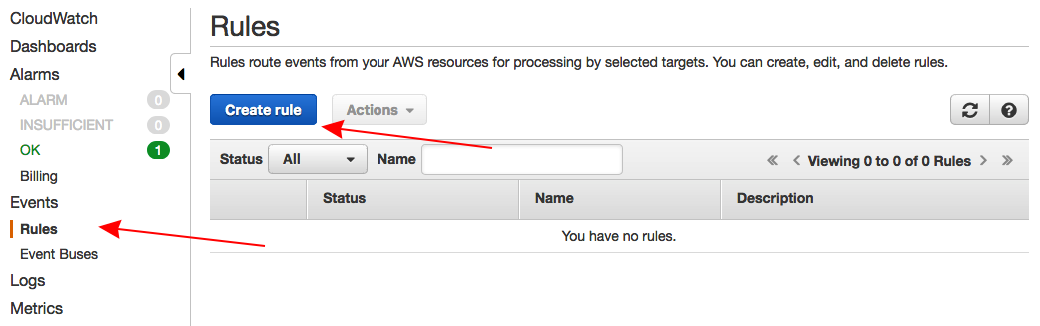 CloudWatch
Dashboards
Alarms
ALARM 0
INSUFFICIENT 0
OK 1
Billing
Events
Rules
Event Buses
Logs
Metrics
Rules
Rules route events from your AWS resources for processing by selected targets. You can create, edit, and delete rules.
Create rule Actions
Status All Name « < Viewing 0 to 0 of 0 Rules > »
Status Name Description
You have no rules.